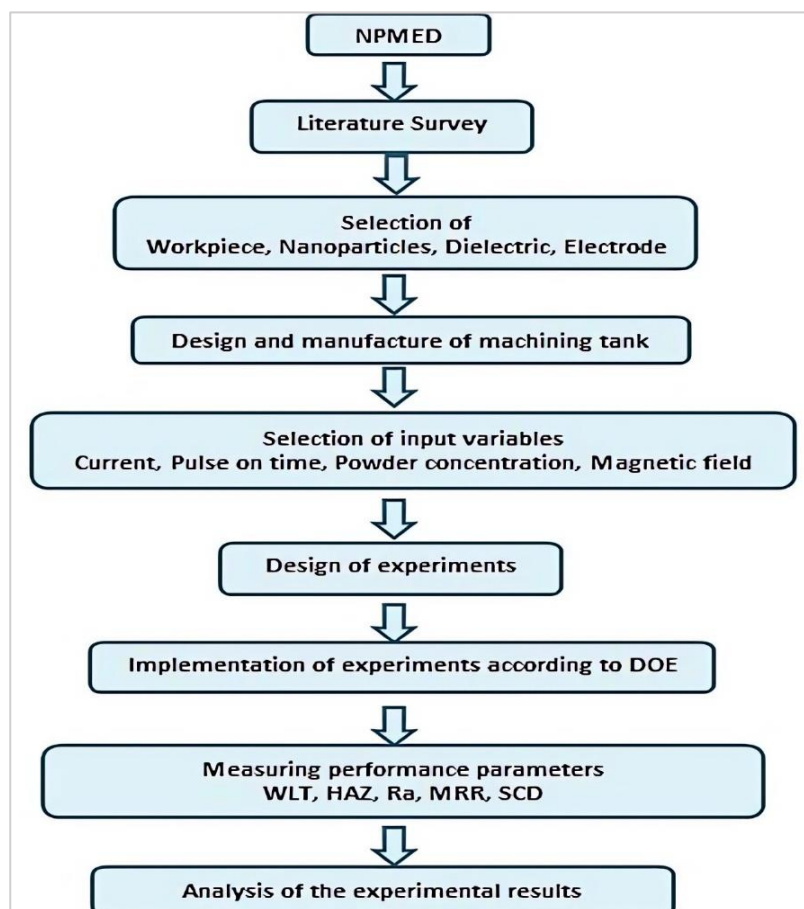 NPMED
Literature Survey
Selection of
Workpiece, Nanoparticles, Dielectric, Electrode
Design and manufacture of machining tank
Selection of input variables
Current, Pulse on time, Powder concentration, Magnetic field
Design of experiments
Implementation of experiments according to DOE
Measuring performance parameters
WLT, HAZ, Ra, MRR, SCD
Analysis of the experimental results